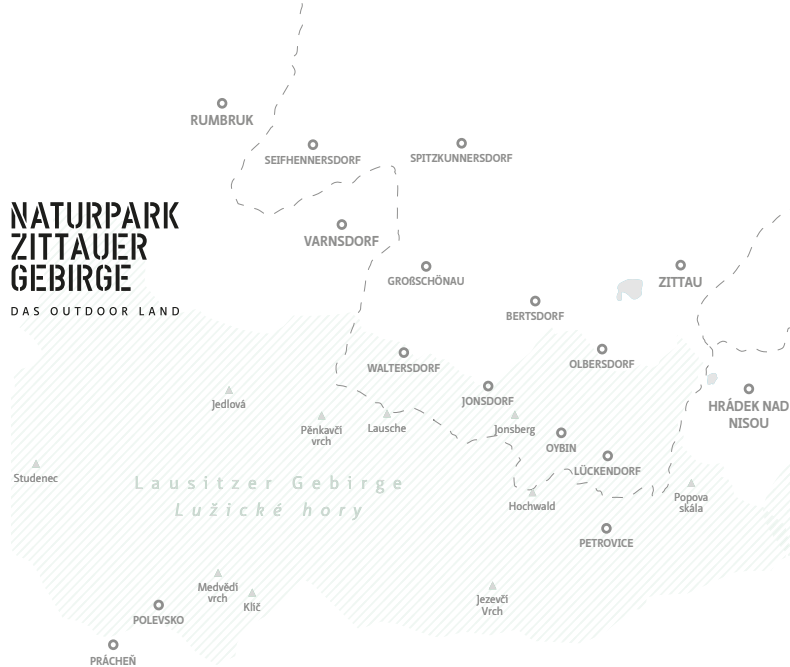 RUMBRUK
SEIFHENNERSDORF
SPITZKUNNERSDORF
NATURPARK
ZITTAUER
GEBIRGE
DAS OUTDOOR LAND
VARNSDORF
GROßSCHÖNAU
ZITTAU
BERTSDORF
WALTERSDORF
OLBERSDORF
JONSDORF
HRÁDEK NAD
NISOU
Jedlová
Pěnkavčí
vrch
Lausche
Jonsberg
OYBIN
LÜCKENDORF
Studenec
Lausitzer Gebirge
Lužické hory
Hochwald
Popova
skála
PETROVICE
Medvědí
vrch
Klíč
Jezevčí
Vrch
POLEVSKO
PRÁCHEŇ